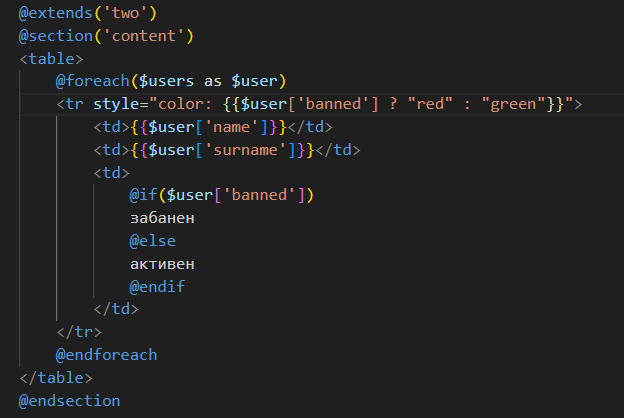 @extends('two')
@section('content')
<table>
@foreach($users as $user)
<tr style="color: {{$user['banned'] ? "red" : "green"}}">
<td>{{$user['name']}}</td>
<td>{{$user['surname']}}</td>
<td>
@if($user['banned'])
забанен
@else
активен
@endif
</td>
</tr>
@endforeach
</table>
@endsection